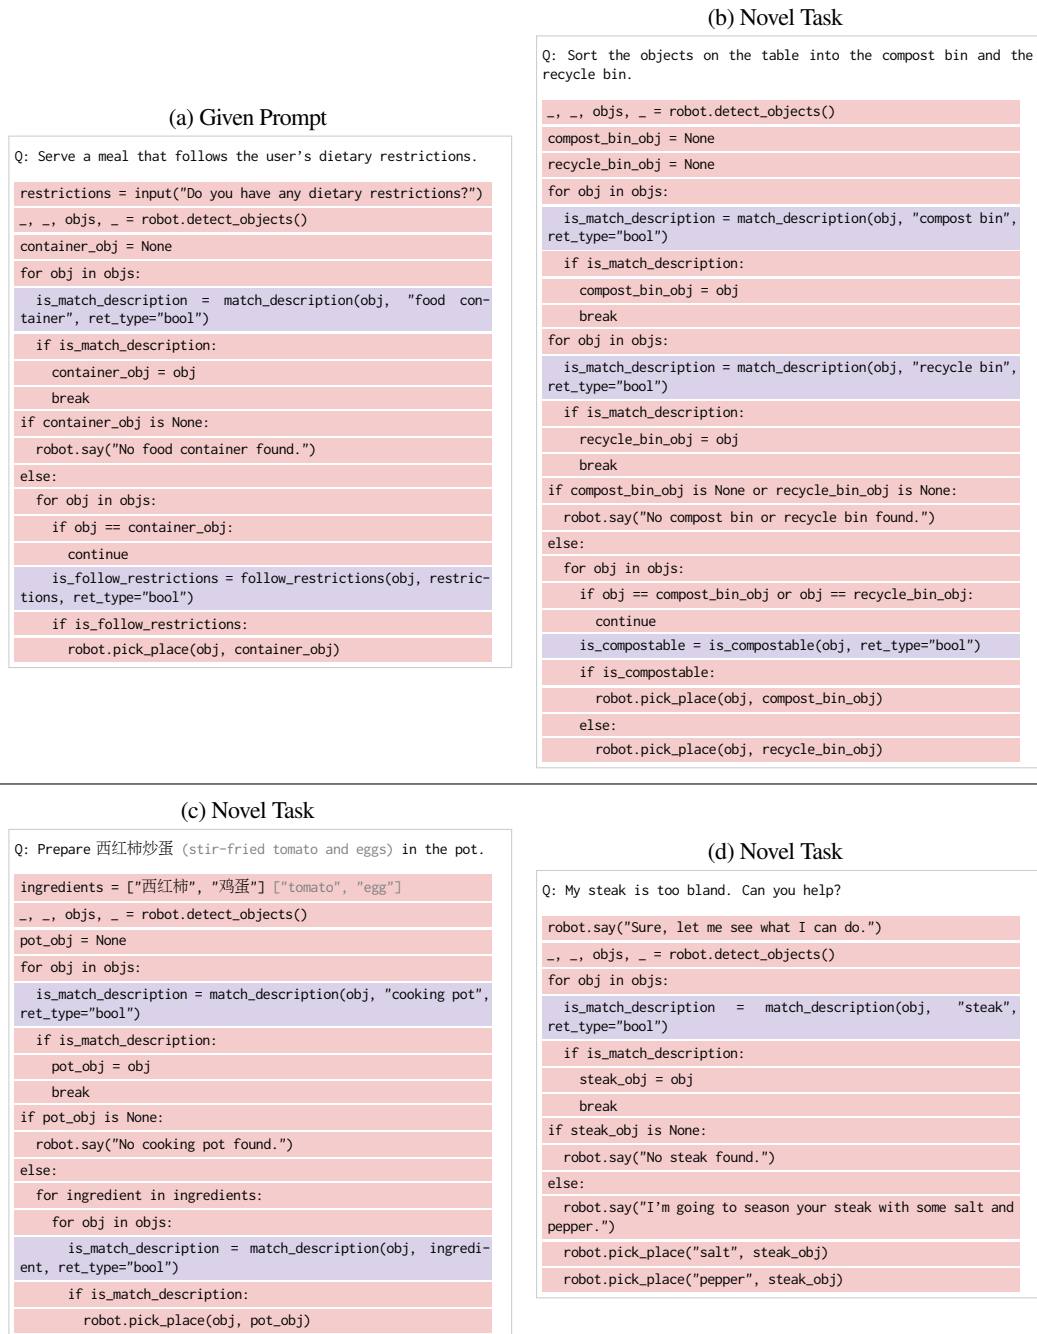 (a) Given Prompt
Q: Serve a meal that follows the user's dietary restrictions.
restrictions = input("Do you have any dietary restrictions?")
_, _, objs, _ = robot.detect_objects()
container_obj = None
for obj in objs:
is_match_description = match_description(obj, "food con-
tainer", ret_type="bool")
if is_match_description:
container_obj = obj
break
if container_obj is None:
robot.say("No food container found.")
else:
for obj in objs:
if obj == container_obj:
continue
is_follow_restrictions = follow_restrictions(obj, restric-
tions, ret_type="bool")
if is_follow_restrictions:
robot.pick_place(obj, container_obj)
(b) Novel Task
Q: Sort the objects on the table into the compost bin and the
recycle bin.
_, _, objs, _ = robot.detect_objects()
compost_bin_obj = None
recycle_bin_obj = None
for obj in objs:
is_match_description = match_description(obj, "compost bin",
ret_type="bool")
if is_match_description:
compost_bin_obj = obj
break
for obj in objs:
is_match_description = match_description(obj, "recycle bin",
ret_type="bool")
if is_match_description:
recycle_bin_obj = obj
break
if compost_bin_obj is None or recycle_bin_obj is None:
robot.say("No compost bin or recycle bin found.")
else:
for obj in objs:
if obj == compost_bin_obj or obj == recycle_bin_obj:
continue
is_compostable = is_compostable(obj, ret_type="bool")
if is_compostable:
robot.pick_place(obj, compost_bin_obj)
else:
robot.pick_place(obj, recycle_bin_obj)
(c) Novel Task
Q: Prepare 西红柿炒蛋 (stir-fried tomato and eggs) in the pot.
ingredients = ["西红柿", "鸡蛋"] ["tomato", "egg"]
_, _, objs, _ = robot.detect_objects()
pot_obj = None
for obj in objs:
is_match_description = match_description(obj, "cooking pot",
ret_type="bool")
if is_match_description:
pot_obj = obj
break
if pot_obj is None:
robot.say("No cooking pot found.")
else:
for ingredient in ingredients:
for obj in objs:
is_match_description = match_description(obj, ingredi-
ent, ret_type="bool")
if is_match_description:
robot.pick_place(obj, pot_obj)
(d) Novel Task
Q: My steak is too bland. Can you help?
robot.say("Sure, let me see what I can do.")
_, _, objs, _ = robot.detect_objects()
for obj in objs:
is_match_description = match_description(obj, "steak",
ret_type="bool")
if is_match_description:
steak_obj = obj
break
if steak_obj is None:
robot.say("No steak found.")
else:
robot.say("I'm going to season your steak with some salt and
pepper.")
robot.pick_place("salt", steak_obj)
robot.pick_place("pepper", steak_obj)